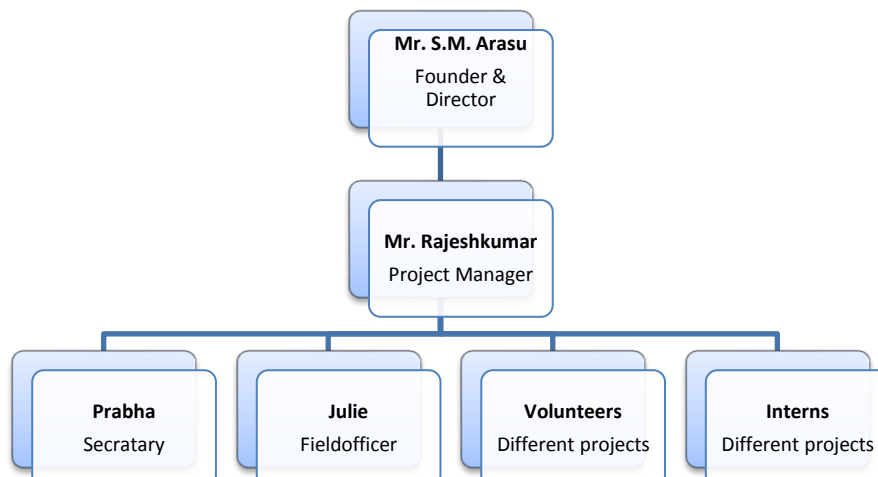 Mr. S.M. Arasu
Founder &
Director
Mr. Rajeshkumar
Project Manager
Prabha
Secratary
Julie
Fieldofficer
Volunteers
Different projects
Interns
Different projects